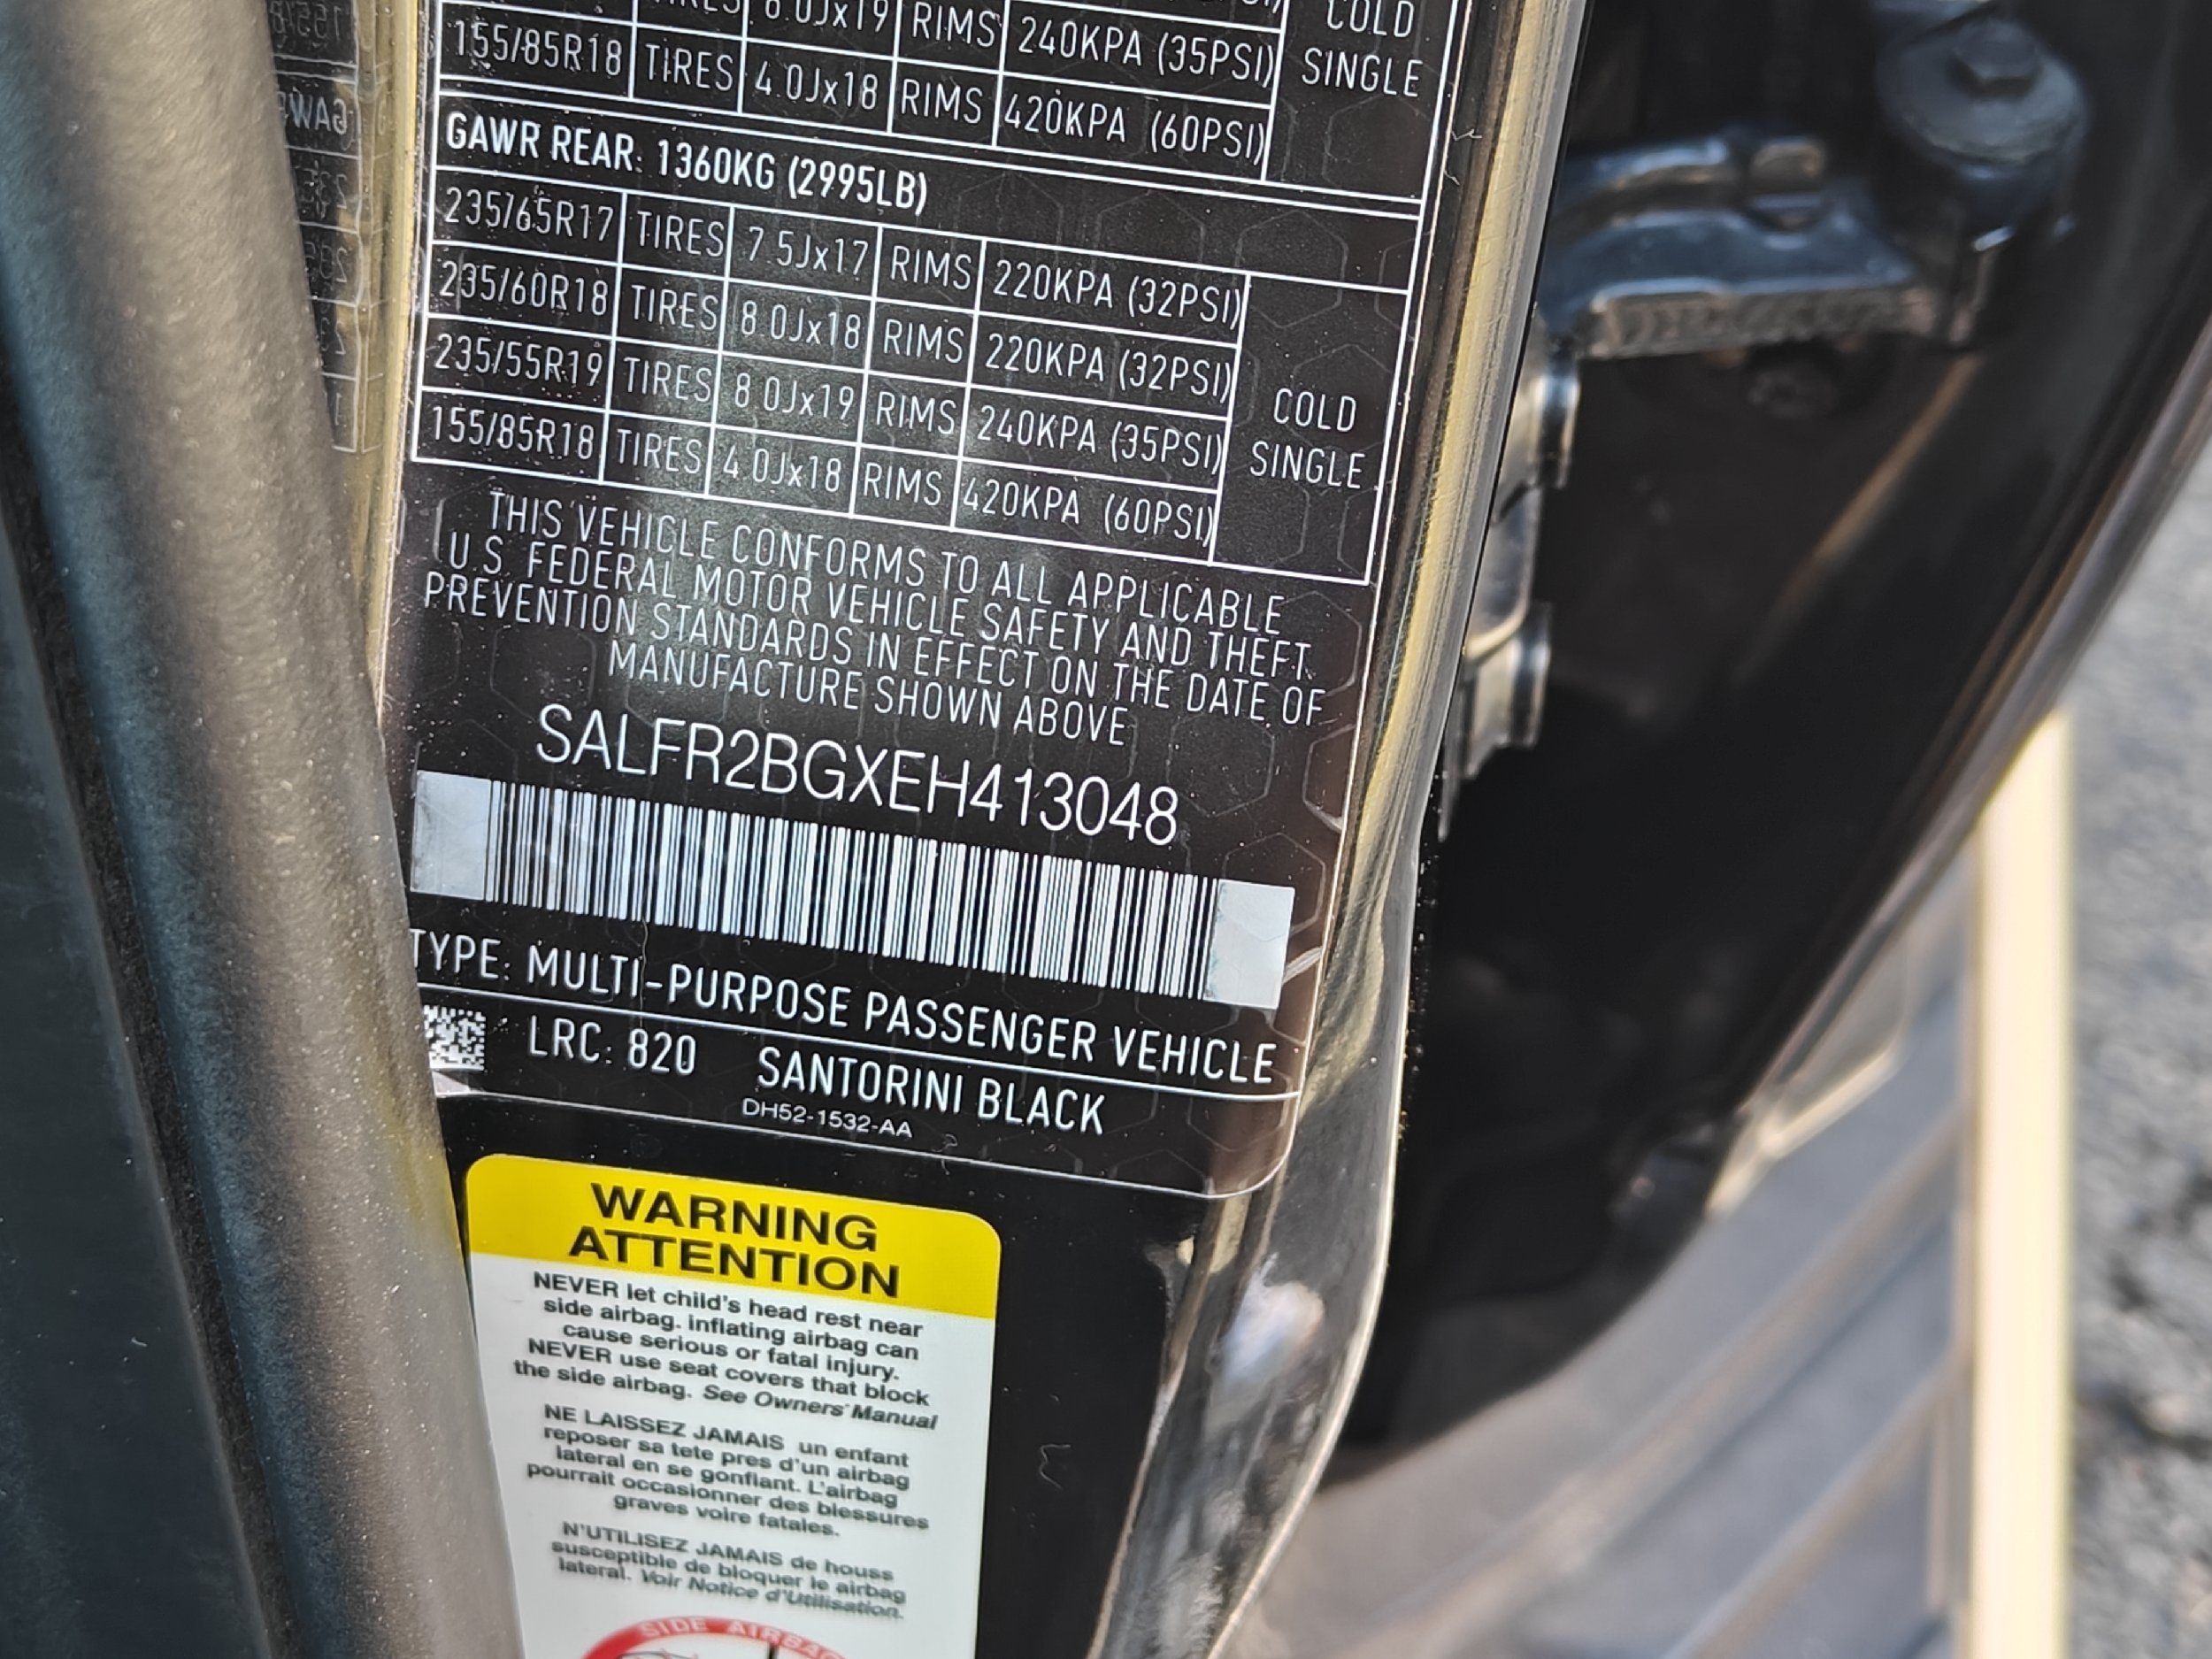 8.0Jx19 RIMS 240KPA (35PSI) COLD
155/85R18 TIRES 4.0Jx18 RIMS 420KPA (60PSI) SINGLE
GAWR REAR: 1360KG (2995LB)
235/65R17 TIRES 7.5Jx17 RIMS 220KPA (32PSI)
235/60R18 TIRES 8.0Jx18 RIMS 220KPA (32PSI)
235/55R19 TIRES 8.0Jx19 RIMS 240KPA (35PSI) COLD
155/85R18 TIRES 4.0Jx18 RIMS 420KPA (60PSI) SINGLE
THIS VEHICLE CONFORMS TO ALL APPLICABLE
U.S. FEDERAL MOTOR VEHICLE SAFETY AND THEFT
PREVENTION STANDARDS IN EFFECT ON THE DATE OF
MANUFACTURE SHOWN ABOVE
SALFR2BGXEH413048
TYPE: MULTI-PURPOSE PASSENGER VEHICLE
LRC: 820 SANTORINI BLACK
DH52-1532-AA
WARNING
ATTENTION
NEVER let child's head rest near
side airbag. inflating airbag can
cause serious or fatal injury.
NEVER use seat covers that block
the side airbag. See Owners' Manual
NE LAISSEZ JAMAIS un enfant
reposer sa tete pres d'un airbag
lateral en se gonfiant. L'airbag
pourrait occasionner des blessures
graves voire fatales.
N'UTILISEZ JAMAIS de houss
susceptible de bloquer le airbag
lateral. Voir Notice d'Utilisation.
SIDE AIRBAG